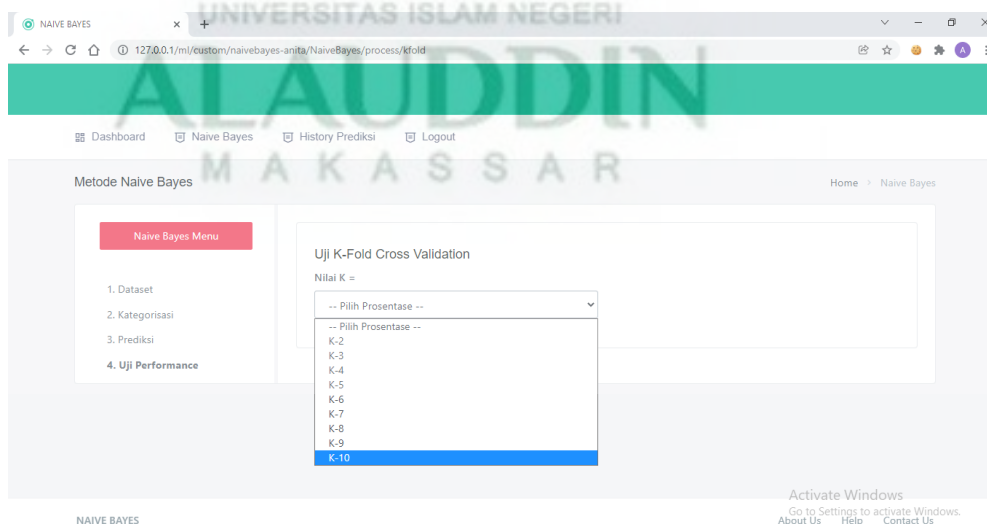 NAIVE BAYES
UNIVERSITAS ISLAM NEGERI
127.0.0.1/ml/custom/naivebayes-anita/NaiveBayes/process/kfold
A
ALAUDDIN
Dashboard
Naive Bayes
History Prediksi
Logout
MAKASSAR
Metode Naive Bayes
Home > Naive Bayes
Naive Bayes Menu
1. Dataset
2. Kategorisasi
3. Prediksi
4. Uji Performance
Uji K-Fold Cross Validation
Nilai K =
-- Pilih Prosentase --
-- Pilih Prosentase --
K-2
K-3
K-4
K-5
K-6
K-7
K-8
K-9
K-10
Activate Windows
Go to Settings to activate Windows.
NAIVE BAYES
About Us Help Contact Us